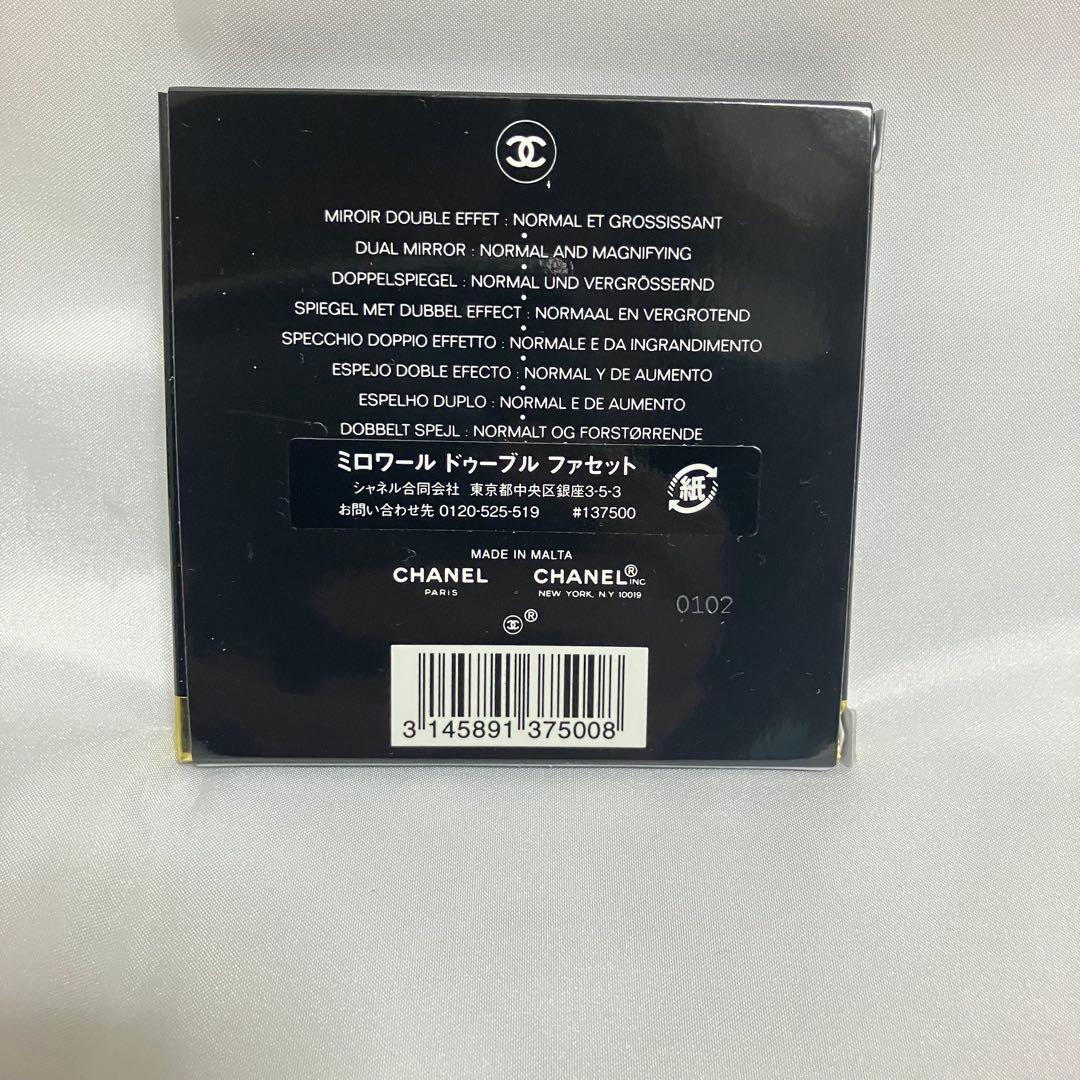 MIROIR DOUBLE EFFET : NORMAL ET GROSSISSANT
DUAL MIRROR : NORMAL AND MAGNIFYING
DOPPELSPIEGEL : NORMAL UND VERGRÖSSERND
SPIEGEL MET DUBBEL EFFECT : NORMAAL EN VERGROTEND
SPECCHIO DOPPIO EFFETTO : NORMALE E DA INGRANDIMENTO
ESPEJO DOBLE EFECTO : NORMAL Y DE AUMENTO
ESPELHO DUPLO : NORMAL E DE AUMENTO
DOBBELT SPEJL : NORMALT OG FORSTØRRENDE
ミロワール ドゥーブル ファセット
シャネル合同会社 東京都中央区銀座3-5-3
お問い合わせ先 0120-525-519 #137500
紙
MADE IN MALTA
CHANEL CHANEL® INC
PARIS NEW YORK, N.Y 10019
0102
®
3 145891 375008